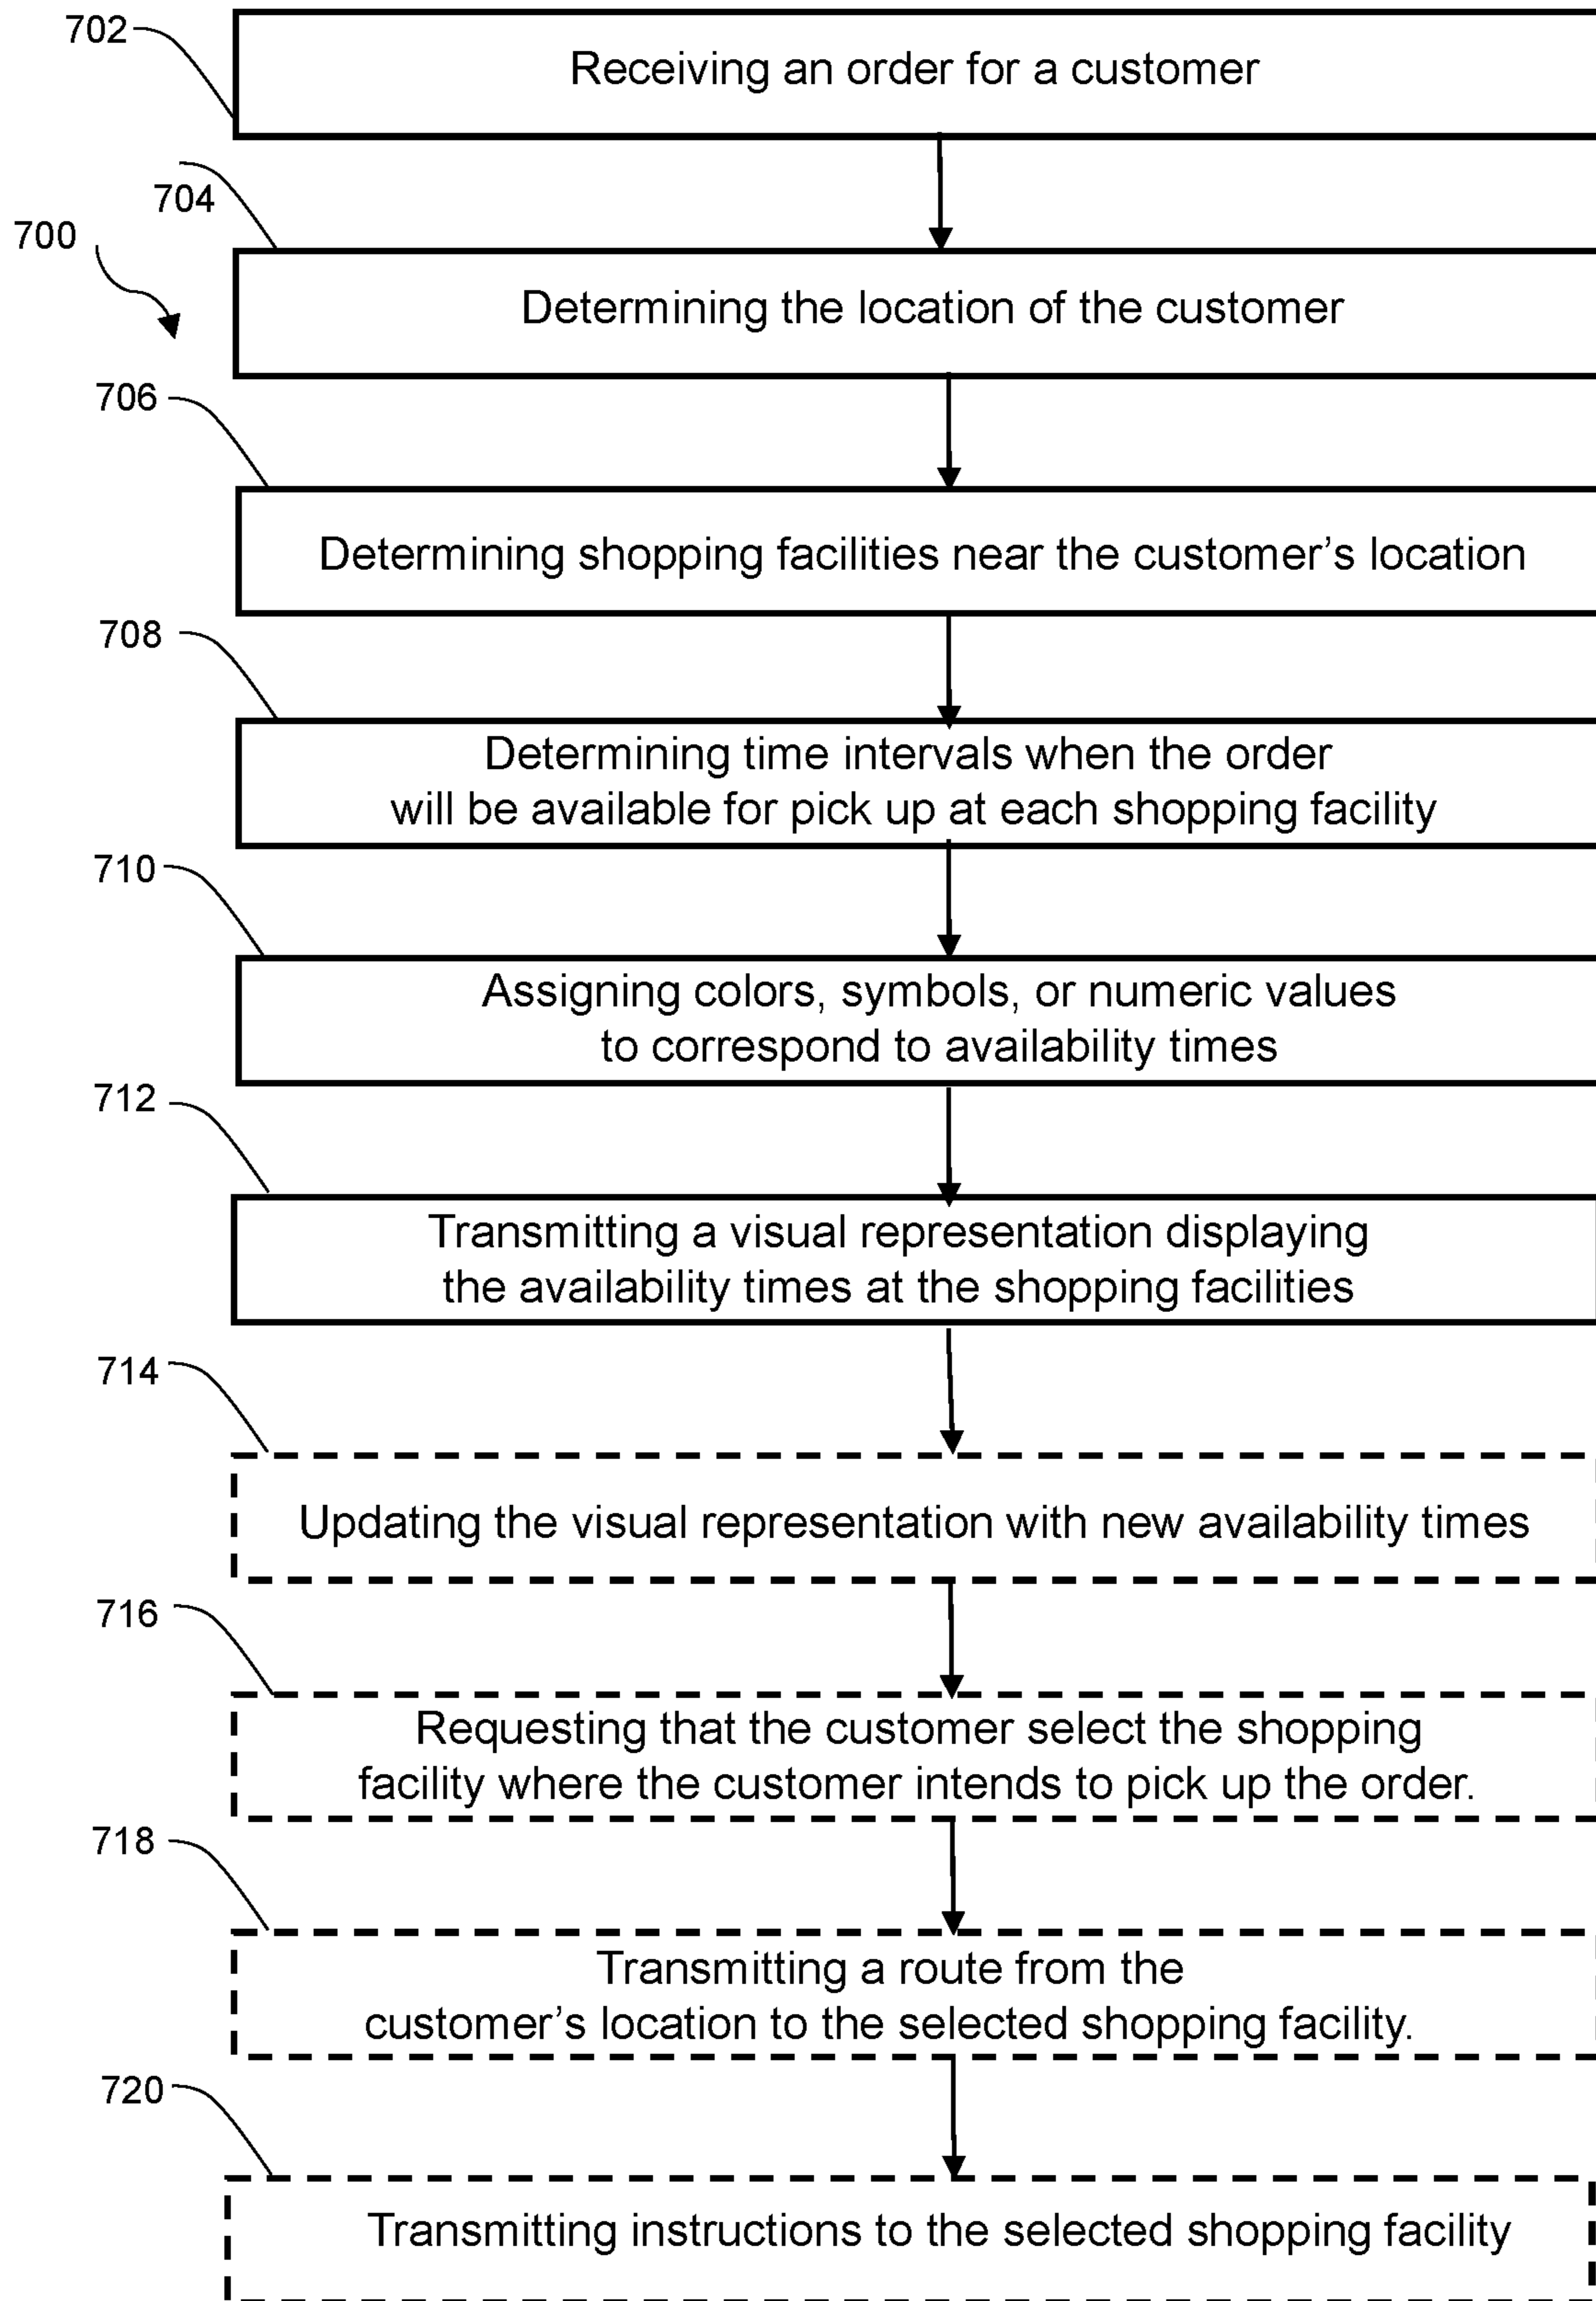 702
Receiving an order for a customer
704
700
Determining the location of the customer
706
Determining shopping facilities near the customer’s location
708
Determining time intervals when the order
will be available for pick up at each shopping facility
710
Assigning colors, symbols, or numeric values
to correspond to availability times
712
Transmitting a visual representation displaying
the availability times at the shopping facilities
714
Updating the visual representation with new availability times
716
Requesting that the customer select the shopping
facility where the customer intends to pick up the order.
718
Transmitting a route from the
customer’s location to the selected shopping facility.
720
Transmitting instructions to the selected shopping facility